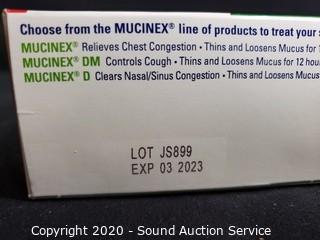 Choose from the MUCINEX® line of products to treat your s
MUCINEX® Relieves Chest Congestion • Thins and Loosens Mucus for 1
MUCINEX® DM Controls Cough • Thins and Loosens Mucus for 12 hour
MUCINEX® D Clears Nasal/Sinus Congestion • Thins and Loosens Mucus f
LOT JS899
EXP 03 2023
Copyright 2020 - Sound Auction Service